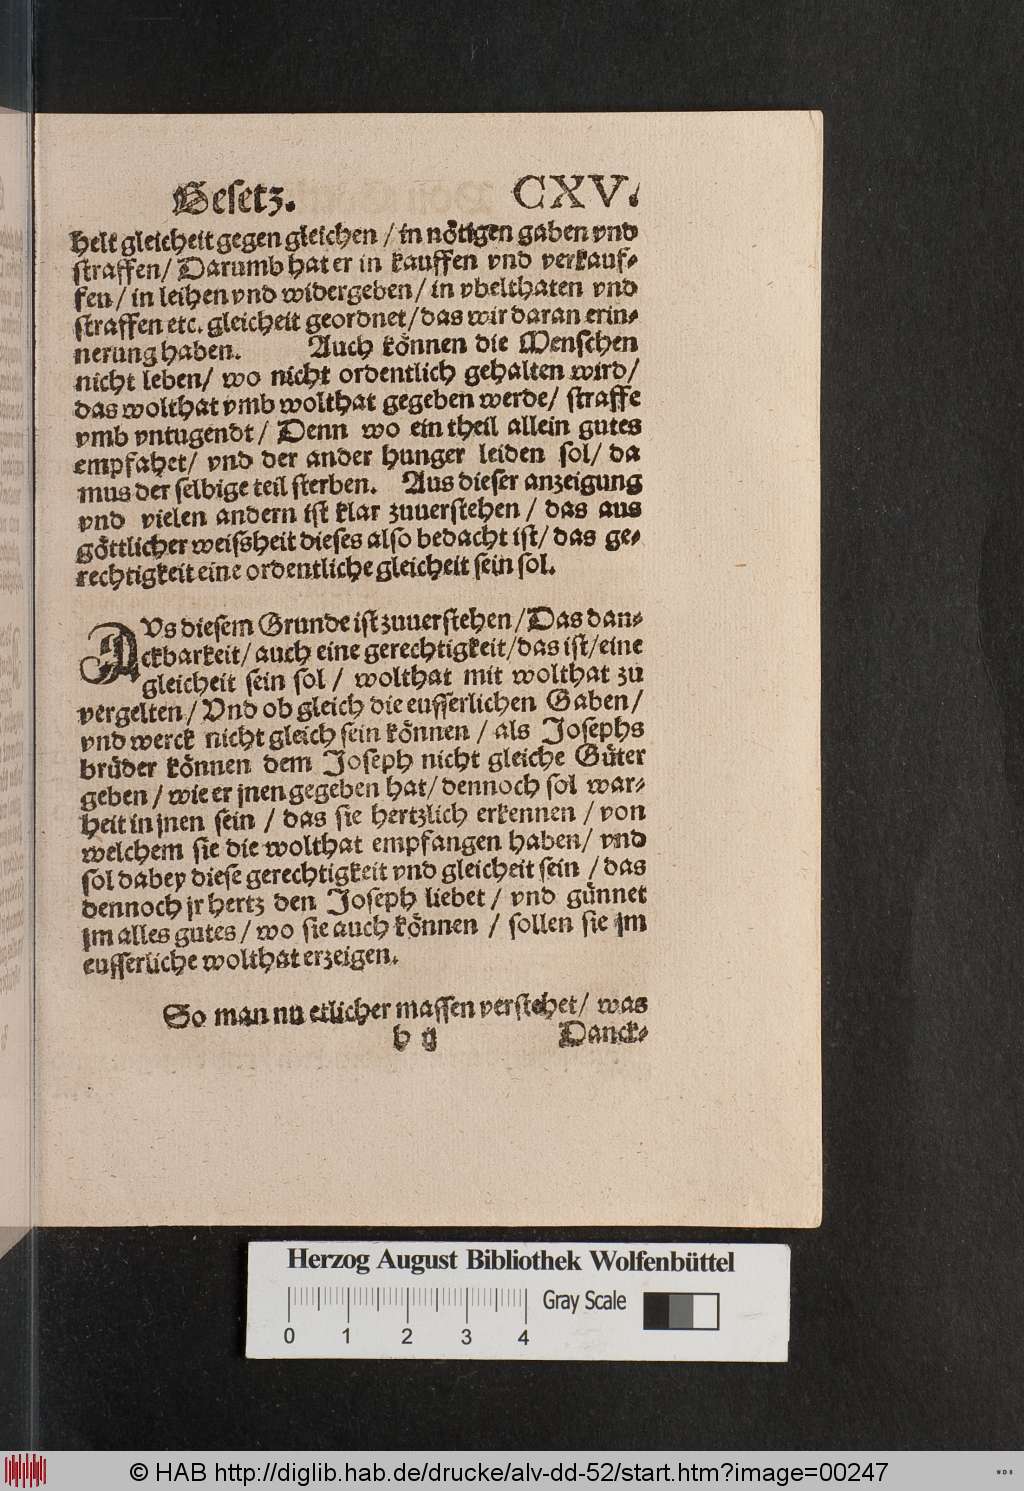 Gesetz. CXV.
helt gleicheit gegen gleichen / in nötigen gaben vnd
straffen / Darumb hat er in kauffen vnd verkauf-
fen / in leihen vnd widergeben / in vbelthaten vnd
straffen etc. gleicheit geordnet / das wir daran erin-
nerung haben. Auch können die Menschen
nicht leben / wo nicht ordentlich gehalten wird /
das wolthat vmb wolthat gegeben werde / straffe
vmb vntugendt / Denn wo ein theil allein gutes
empfahet / vnd der ander hunger leiden sol / da
mus der selbige teil sterben. Aus dieser anzeigung
vnd vielen andern ist klar zuuerstehen / das aus
göttlicher weissheit dieses also bedacht ist / das ge-
rechtigkeit eine ordentliche gleicheit sein sol.
AVs diesem Grunde ist zuuerstehen / Das dan-
ckbarkeit / auch eine gerechtigkeit / das ist / eine
gleicheit sein sol / wolthat mit wolthat zu
vergelten / Vnd ob gleich die eusserlichen Gaben /
vnd werck nicht gleich sein können / als Josephs
brüder können dem Joseph nicht gleiche Güter
geben / wie er jnen gegeben hat / dennoch sol war-
heit in jnen sein / das sie hertzlich erkennen / von
welchem sie die wolthat empfangen haben / vnd
sol dabey diese gerechtigkeit vnd gleicheit sein / das
dennoch jr hertz den Joseph liebet / vnd günnet
jm alles gutes / wo sie auch können / sollen sie jm
eusserliche wolthat erzeigen.
So man nu etlicher massen verstehet / was
b ij Danck-
Herzog August Bibliothek Wolfenbüttel
Gray Scale
0 1 2 3 4
© HAB http://diglib.hab.de/drucke/alv-dd-52/start.htm?image=00247